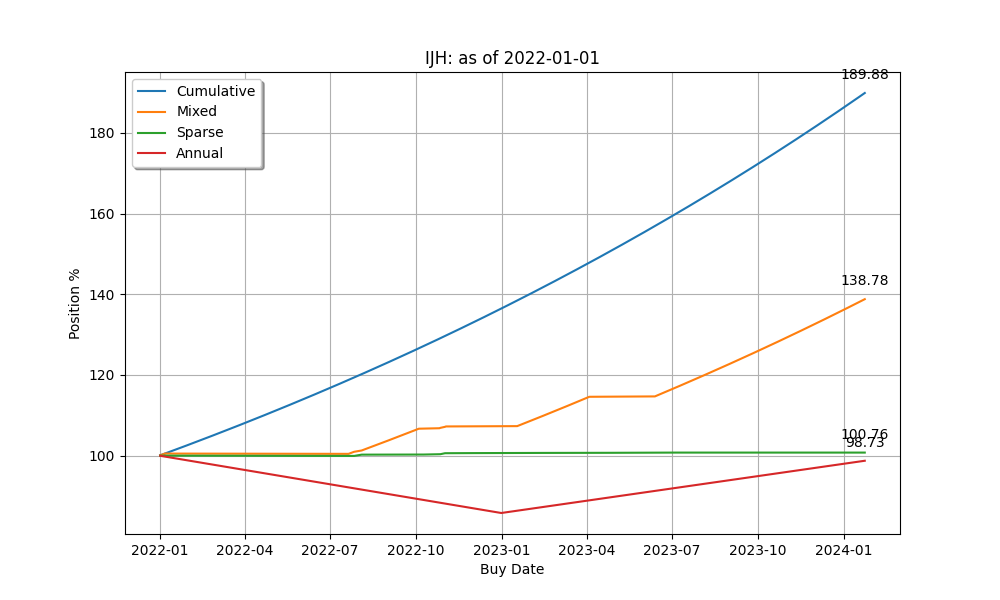 IJH: as of 2022-01-01
189.88
Cumulative
Mixed
Sparse
Annual
180
160
140
120
100
138.78
100.76
98.73
Position %
2022-01 2022-04 2022-07 2022-10 2023-01 2023-04 2023-07 2023-10 2024-01
Buy Date